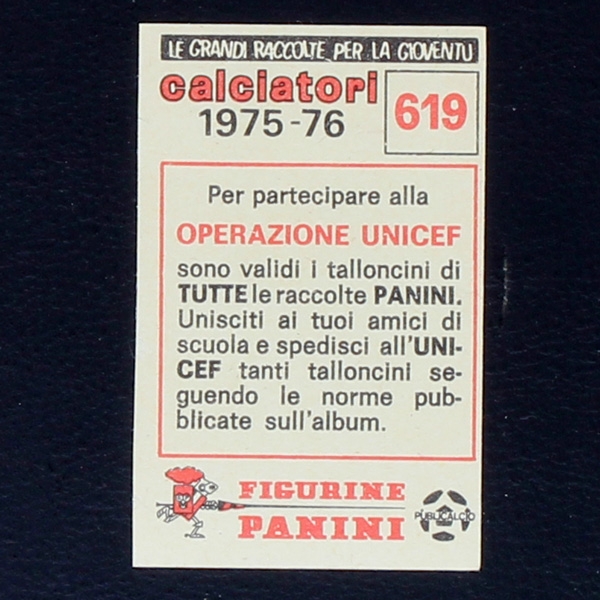 LE GRANDI RACCOLTE PER LA GIOVENTU
calciatori
1975-76
619
Per partecipare alla
OPERAZIONE UNICEF
sono validi i talloncini di
TUTTE le raccolte PANINI.
Unisciti ai tuoi amici di
scuola e spedisci all'UNI-
CEF tanti talloncini se-
guendo le norme pub-
blicate sull'album.
FIGURINE
PANINI
PUBLICALCIO